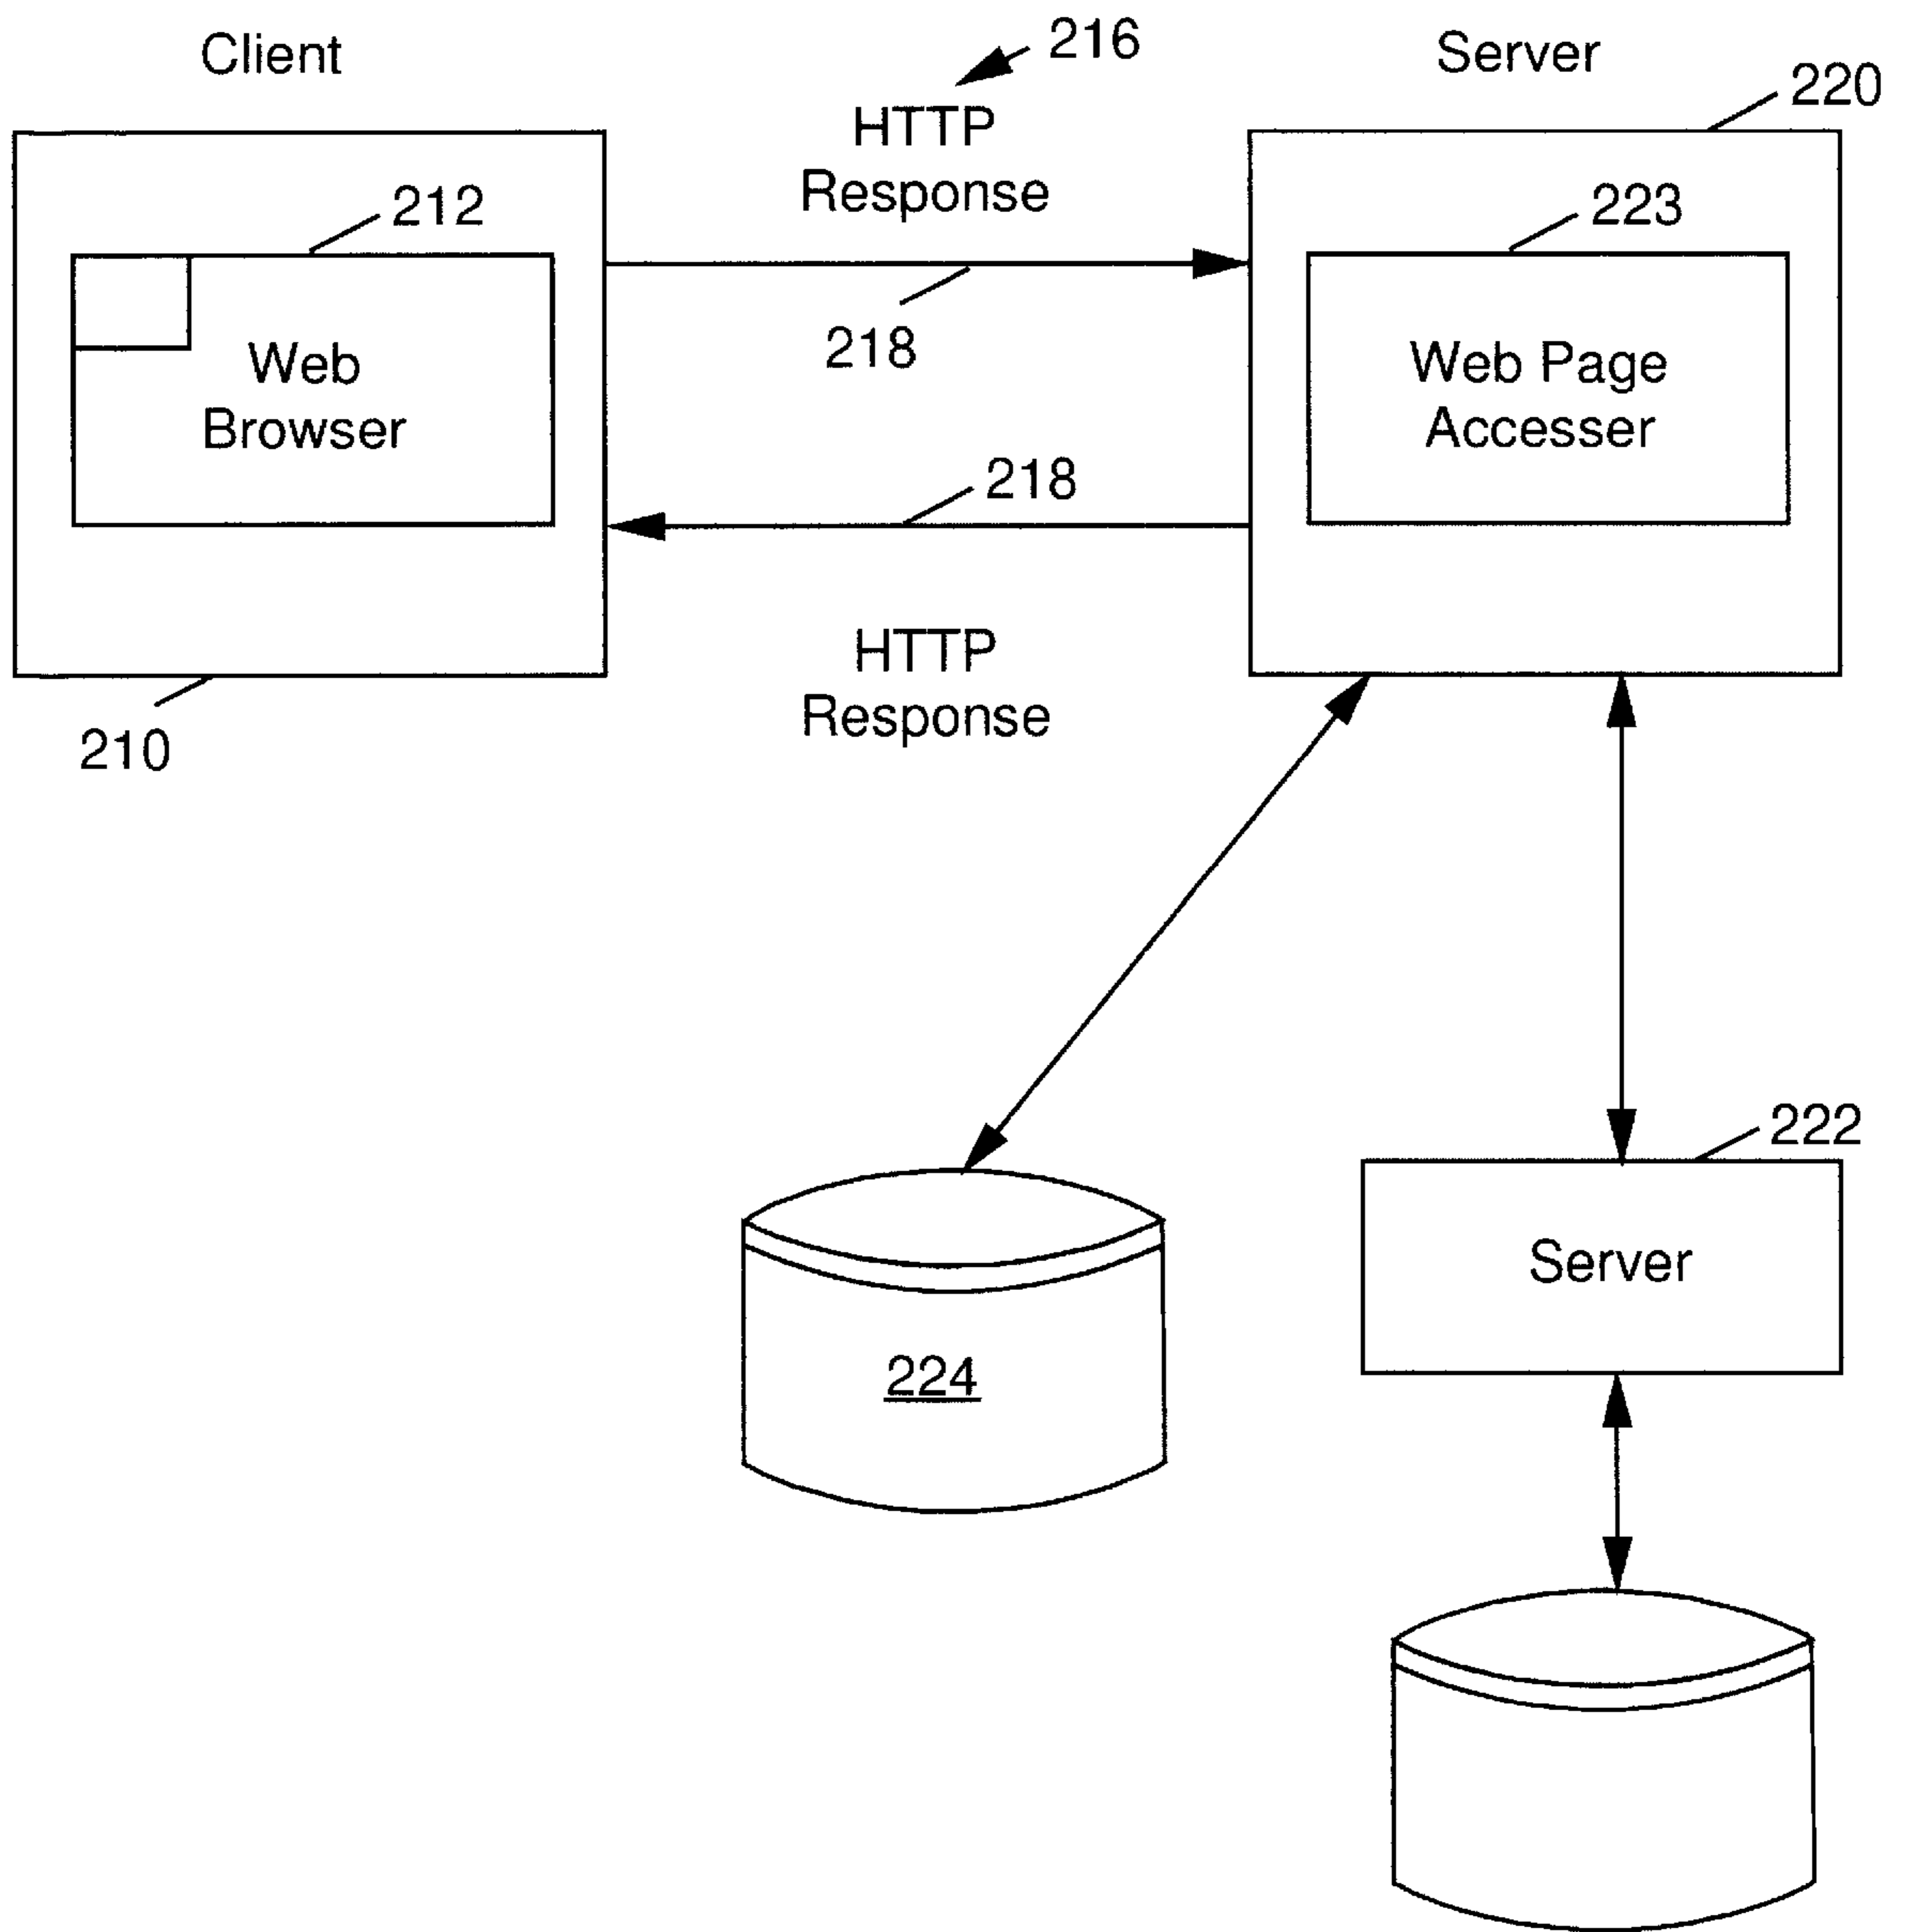 Client
216
Server
220
HTTP
Response
212
223
218
Web
Browser
Web Page
Accesser
218
HTTP
Response
210
222
Server
224